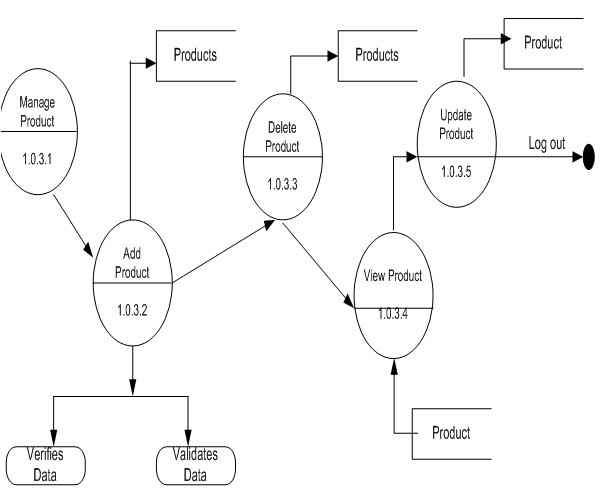 Manage
Product
1.0.3.1
Products
Add
Product
1.0.3.2
Delete
Product
1.0.3.3
Products
Update
Product
1.0.3.5
Product
Log out
View Product
1.0.3.4
Product
Verifies
Data
Validates
Data